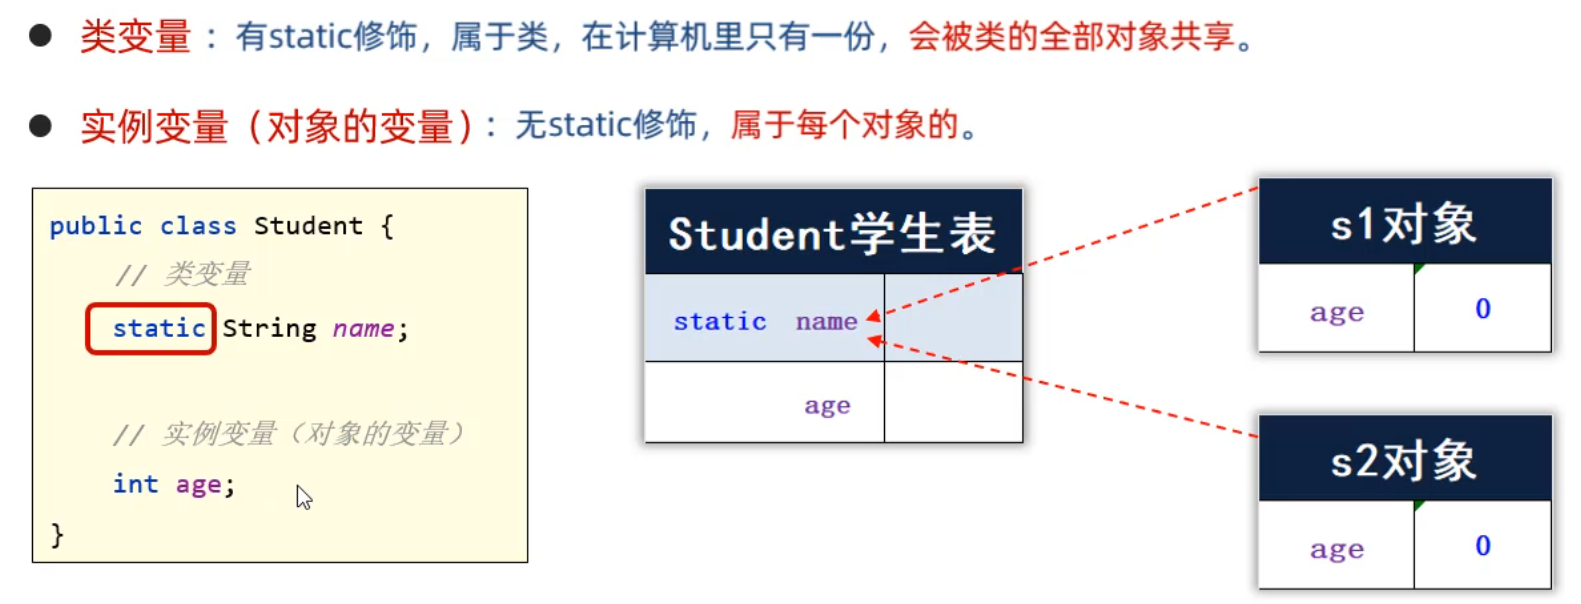 类变量：有static修饰，属于类，在计算机里只有一份，会被类的全部对象共享。
实例变量（对象的变量）：无static修饰，属于每个对象的。
public class Student {
// 类变量
static String name;
// 实例变量（对象的变量）
int age;
}
Student学生表
static name
age
s1对象
age 0
s2对象
age 0